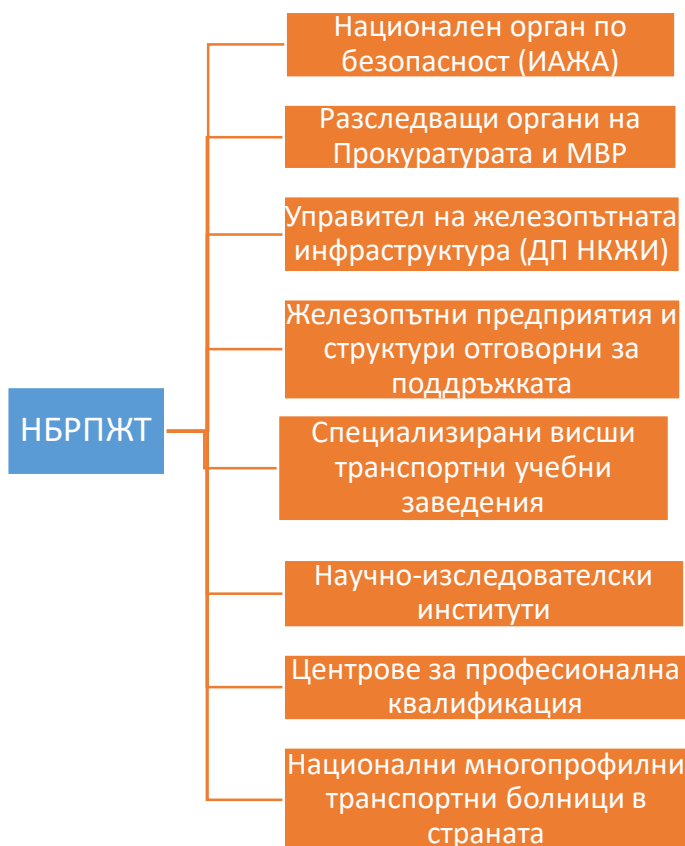 Национален орган по
безопасност (ИАЖА)
Разследващи органи на
Прокуратурата и МВР
Управител на железопътната
инфраструктура (ДП НКЖИ)
Железопътни предприятия и
структури отговорни за
поддръжката
НБРПЖТ
Специализирани висши
транспортни учебни
заведения
Научно-изследователски
институти
Центрове за професионална
квалификация
Национални многопрофилни
транспортни болници в
страната